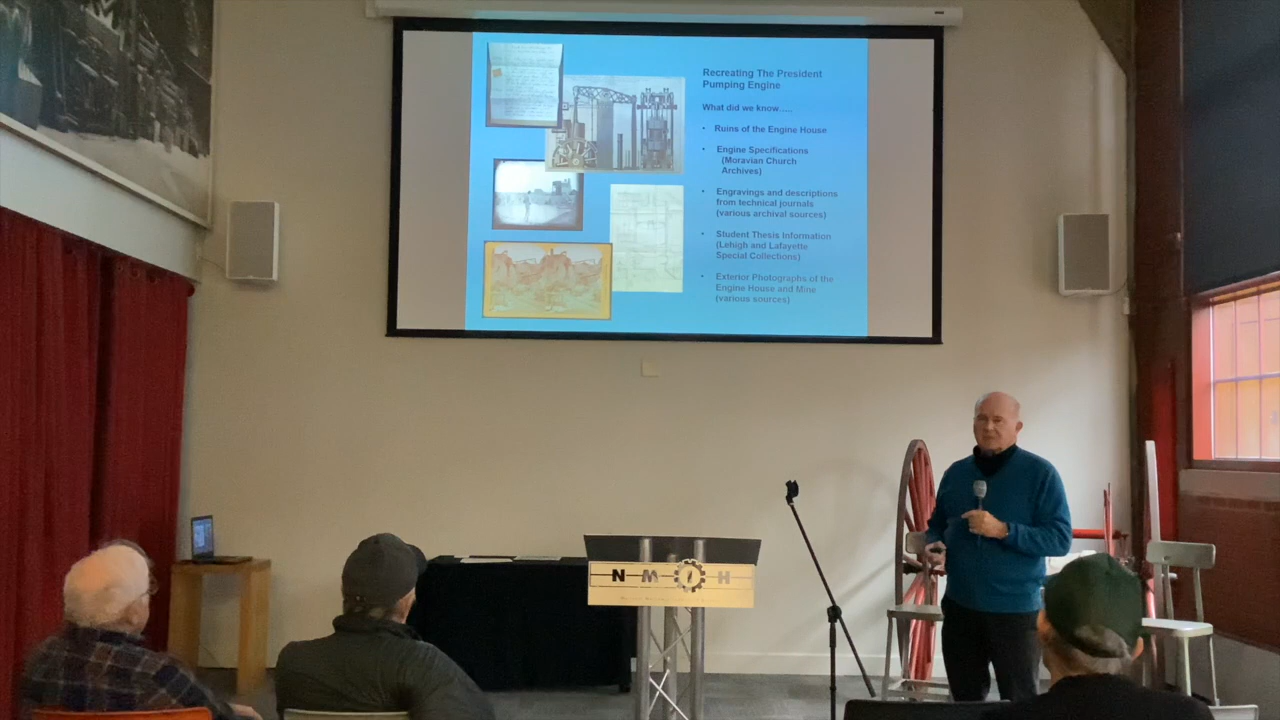 Recreating The President
Pumping Engine
What did we know.....
• Ruins of the Engine House
• Engine Specifications
(Moravian Church
Archives)
• Engravings and descriptions
from technical journals
(various archival sources)
• Student Thesis Information
(Lehigh and Lafayette
Special Collections)
• Exterior Photographs of the
Engine House and Mine
(various sources)
N M I H